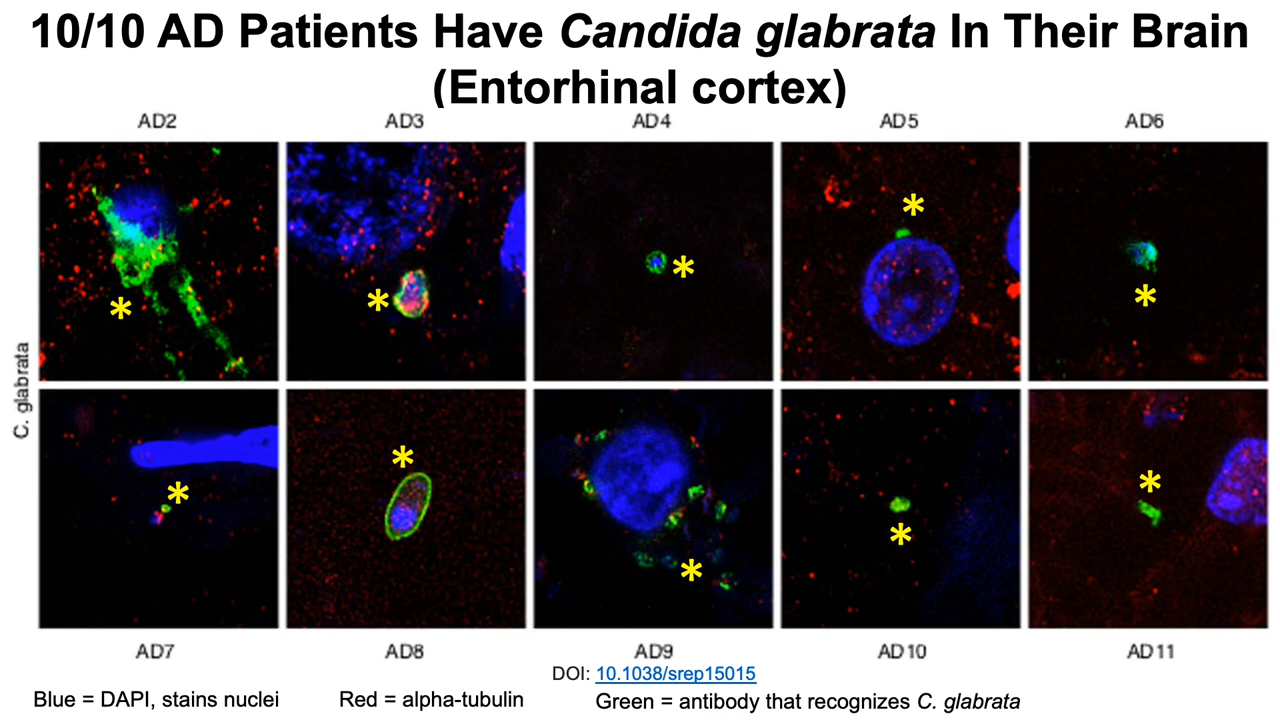 10/10 AD Patients Have Candida glabrata In Their Brain
(Entorhinal cortex)
AD2 AD3 AD4 AD5 AD6
C. glabrata
* * * * *
* * * * *
AD7 AD8 AD9 AD10 AD11
DOI: 10.1038/srep15015
Blue = DAPI, stains nuclei Red = alpha-tubulin Green = antibody that recognizes C. glabrata